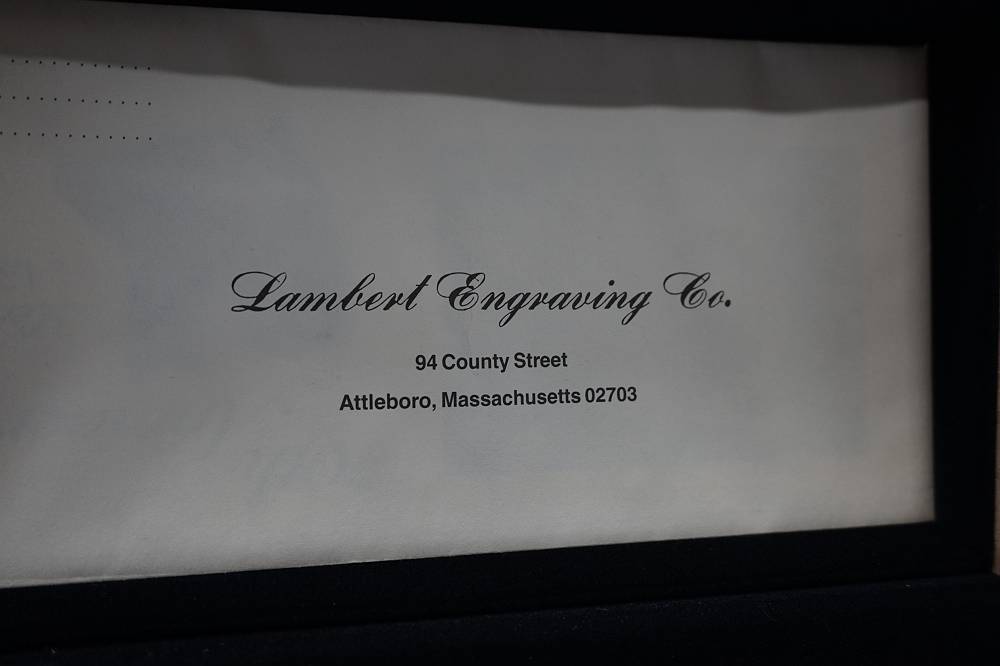 Lambert Engraving Co.
94 County Street
Attleboro, Massachusetts 02703